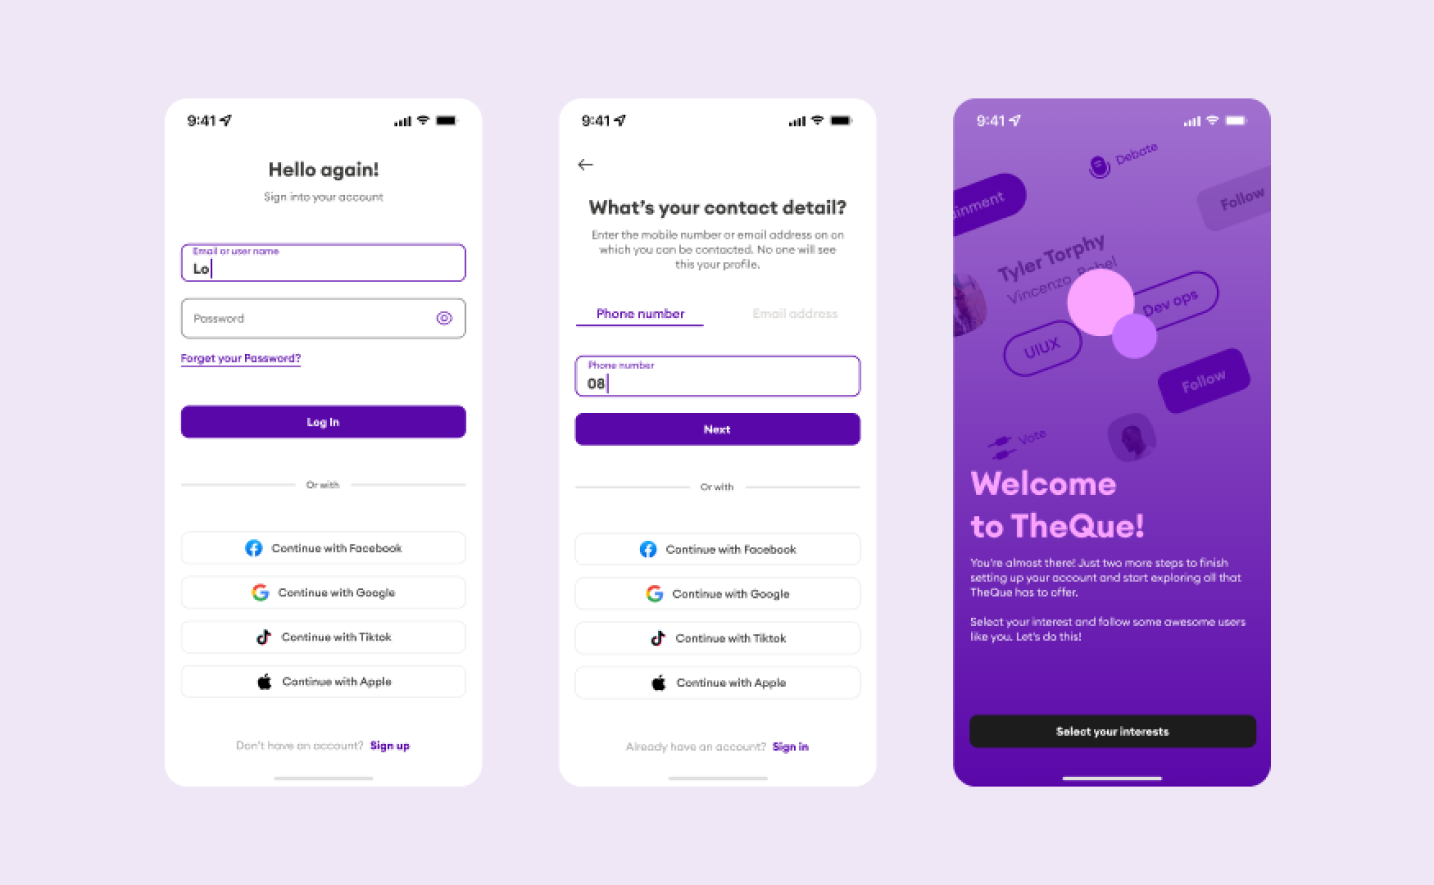 9:41
Hello again!
Sign into your account
Email or user name
Lo
Password
Forget your Password?
Log In
Or with
Continue with Facebook
Continue with Google
Continue with Tiktok
Continue with Apple
Don't have an account? Sign up
9:41
What's your contact detail?
Enter the mobile number or email address on on
which you can be contacted. No one will see
this your profile.
Phone number Email address
Phone number
08
Next
Or with
Continue with Facebook
Continue with Google
Continue with Tiktok
Continue with Apple
Already have an account? Sign in
9:41
Debate
ainment
Follow
Tyler Torphy
Vincenzo
Dev ops
UIUX
Follow
Vote
Welcome
to TheQue!
You're almost there! Just two more steps to finish
setting up your account and start exploring all that
TheQue has to offer.
Select your interest and follow some awesome users
like you. Let's do this!
Select your interests